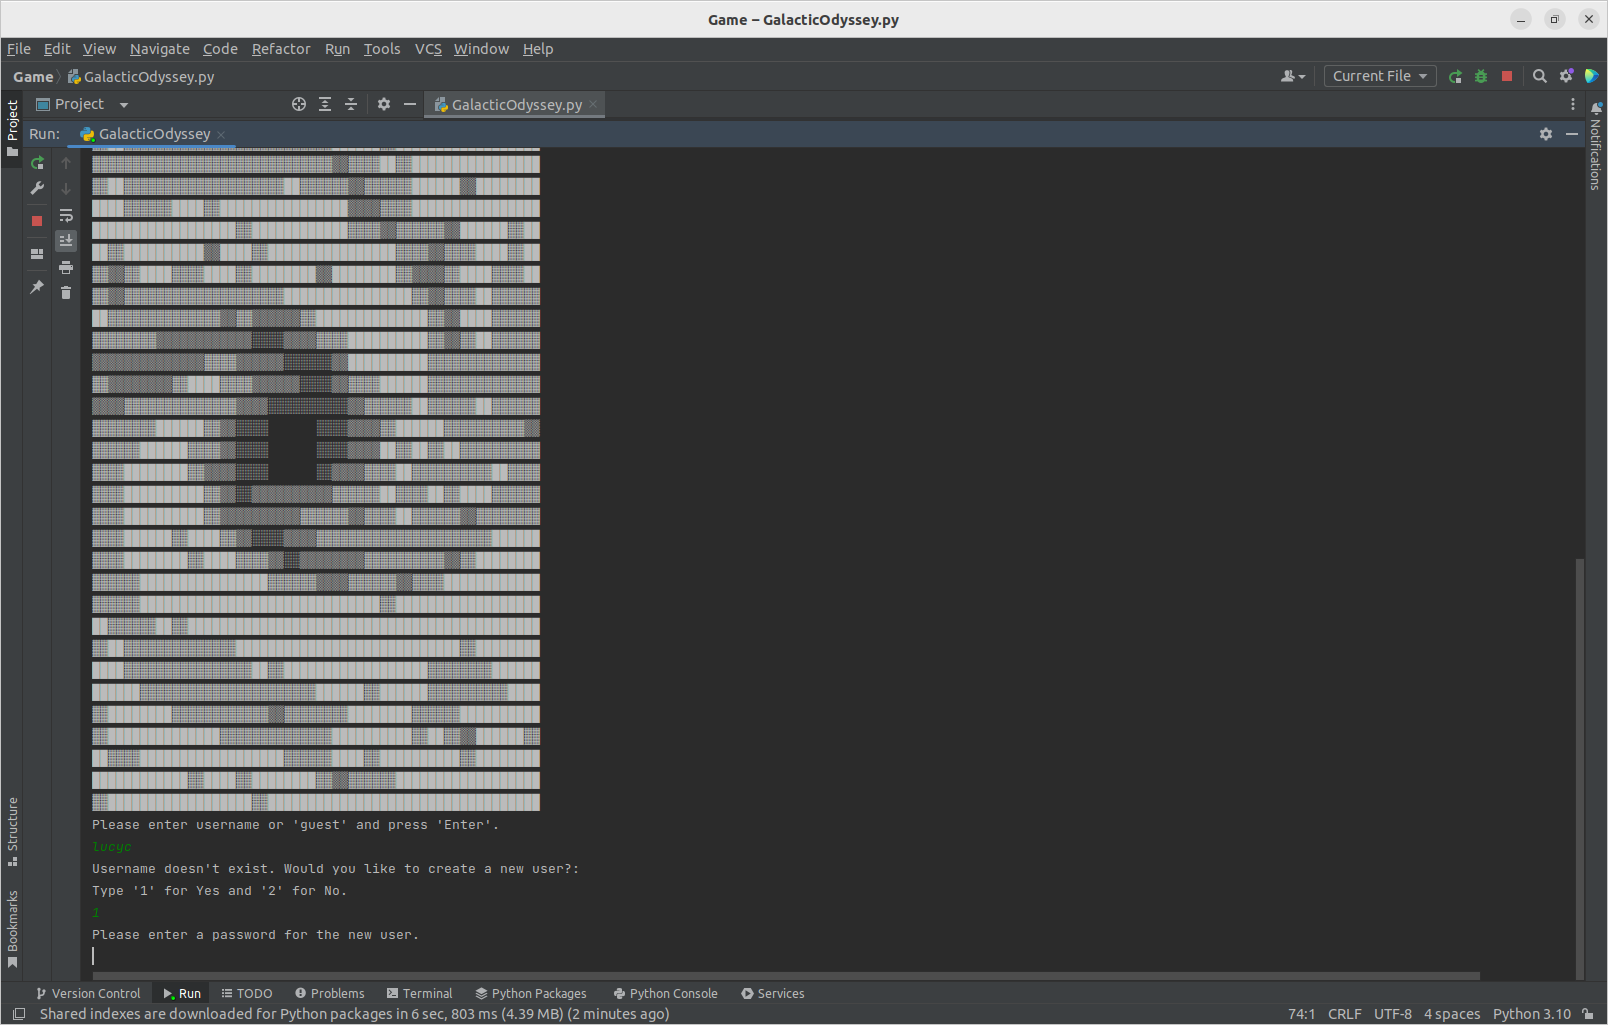 Game – GalacticOdyssey.py
File Edit View Navigate Code Refactor Run Tools VCS Window Help
Game GalacticOdyssey.py
Current File
Project
GalacticOdyssey.py
Project
Notifications
Run: GalacticOdyssey
Please enter username or 'guest' and press 'Enter'.
lucyc
Username doesn't exist. Would you like to create a new user?:
Type '1' for Yes and '2' for No.
1
Please enter a password for the new user.
Structure
Bookmarks
Version Control Run TODO Problems Terminal Python Packages Python Console Services
Shared indexes are downloaded for Python packages in 6 sec, 803 ms (4.39 MB) (2 minutes ago) 74:1 CRLF UTF-8 4 spaces Python 3.10